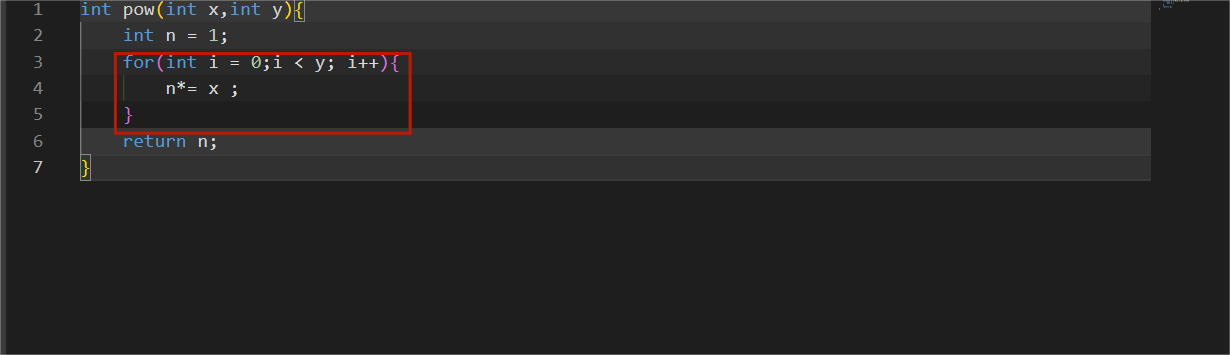 1 int pow(int x,int y){
2     int n = 1;
3     for(int i = 0;i < y; i++){
4         n*= x ;
5     }
6     return n;
7 }